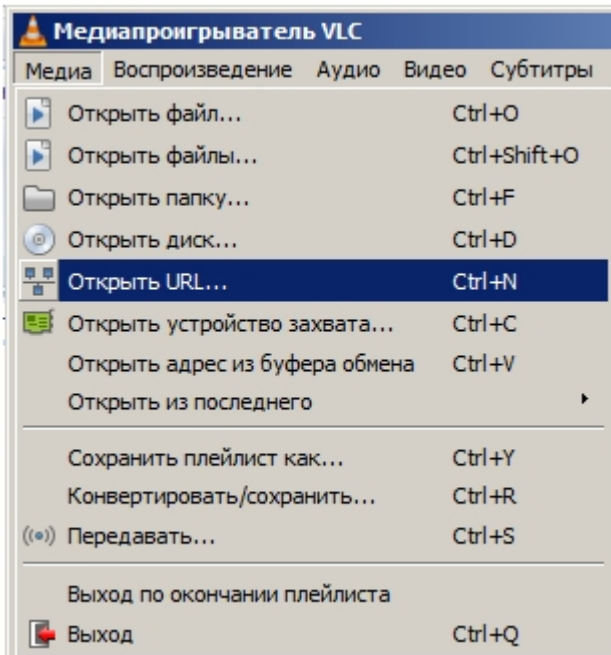 Медиапроигрыватель VLC
Медиа Воспроизведение Аудио Видео Субтитры
Открыть файл... Ctrl+O
Открыть файлы... Ctrl+Shift+O
Открыть папку... Ctrl+F
Открыть диск... Ctrl+D
Открыть URL... Ctrl+N
Открыть устройство захвата... Ctrl+C
Открыть адрес из буфера обмена Ctrl+V
Открыть из последнего
Сохранить плейлист как... Ctrl+Y
Конвертировать/сохранить... Ctrl+R
Передавать... Ctrl+S
Выход по окончании плейлиста
Выход Ctrl+Q